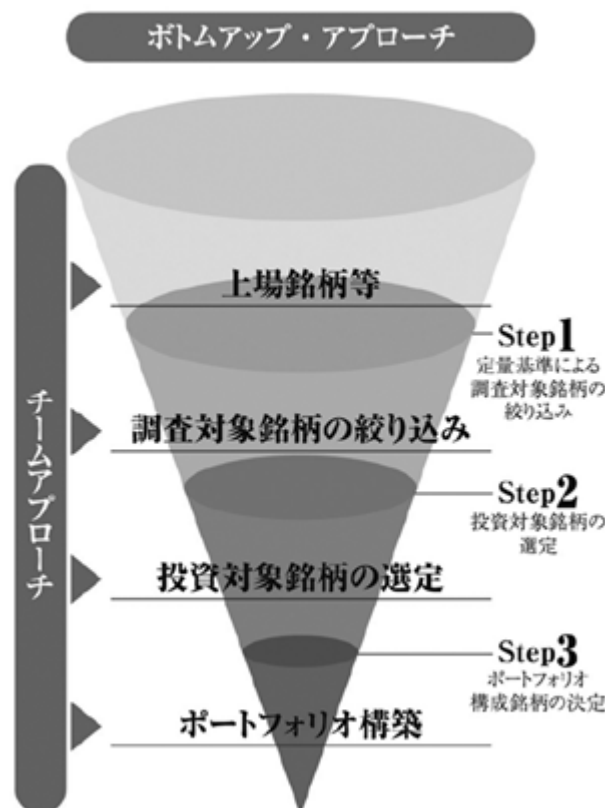 ボトムアップ・アプローチ
チームアプローチ
上場銘柄等
Step1
定量基準による
調査対象銘柄の
絞り込み
調査対象銘柄の絞り込み
Step2
投資対象銘柄の
選定
投資対象銘柄の選定
Step3
ポートフォリオ
構成銘柄の決定
ポートフォリオ構築